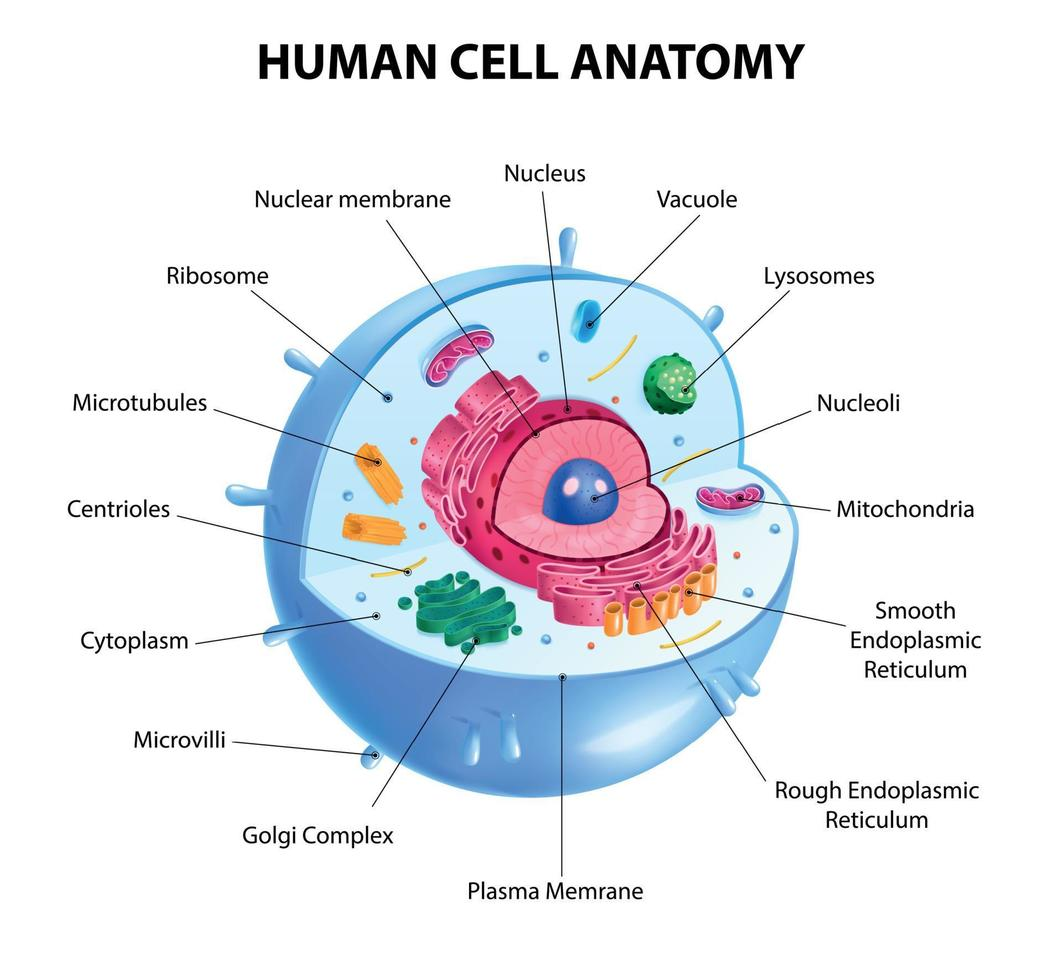 HUMAN CELL ANATOMY
Nucleus
Nuclear membrane
Vacuole
Ribosome
Lysosomes
Microtubules
Nucleoli
Centrioles
Mitochondria
Cytoplasm
Smooth
Endoplasmic
Reticulum
Microvilli
Rough Endoplasmic
Reticulum
Golgi Complex
Plasma Memrane